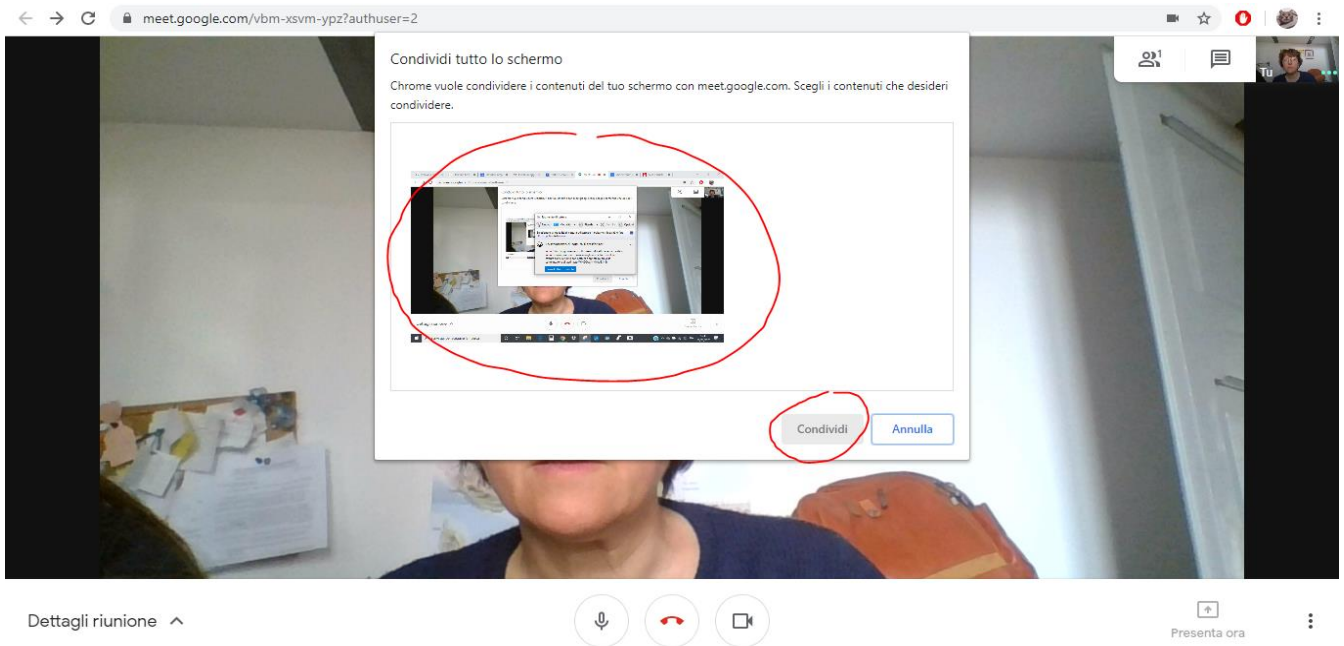 meet.google.com/vbm-xsvm-ypz?authuser=2
Condividi tutto lo schermo
Chrome vuole condividere i contenuti del tuo schermo con meet.google.com. Scegli i contenuti che desideri
condividere.
1
Tu
Condividi
Annulla
Dettagli riunione
Presenta ora